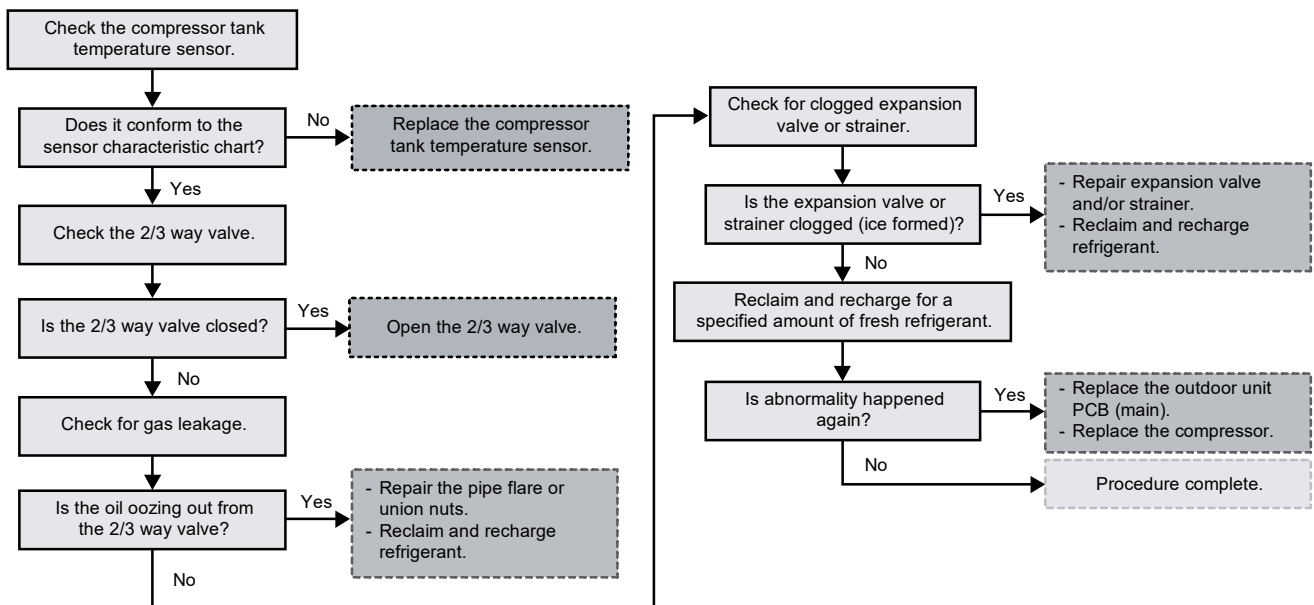 Check the compressor tank
temperature sensor.
Does it conform to the
sensor characteristic chart?
No
Replace the compressor
tank temperature sensor.
Yes
Check the 2/3 way valve.
Is the 2/3 way valve closed?
Yes
Open the 2/3 way valve.
No
Check for gas leakage.
Is the oil oozing out from
the 2/3 way valve?
Yes
- Repair the pipe flare or
union nuts.
- Reclaim and recharge
refrigerant.
No
Check for clogged expansion
valve or strainer.
Is the expansion valve or
strainer clogged (ice formed)?
Yes
- Repair expansion valve
and/or strainer.
- Reclaim and recharge
refrigerant.
No
Reclaim and recharge for a
specified amount of fresh refrigerant.
Is abnormality happened
again?
Yes
- Replace the outdoor unit
PCB (main).
- Replace the compressor.
No
Procedure complete.